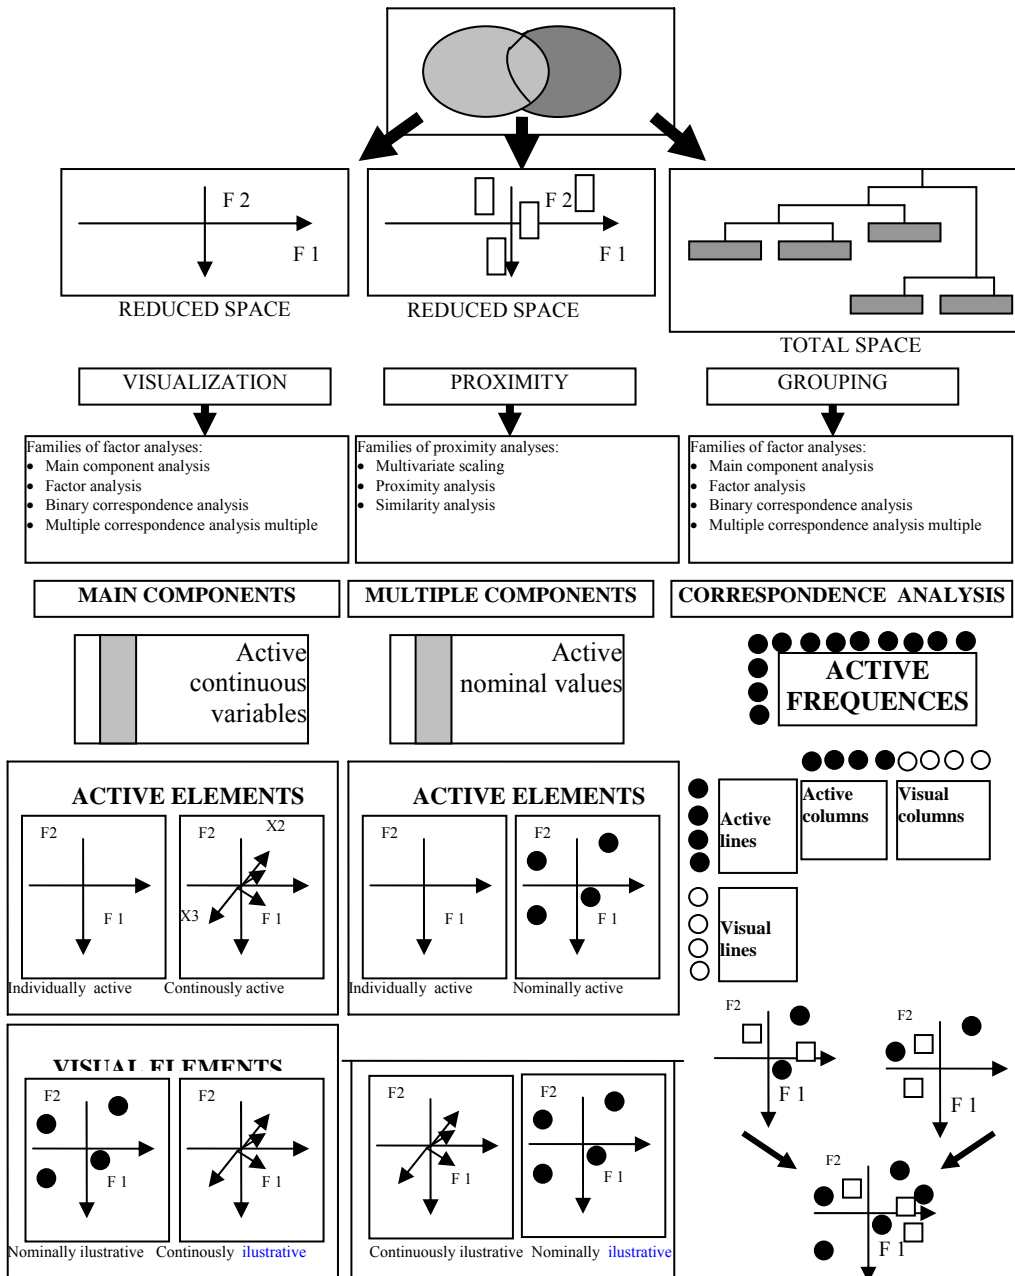 F 2
F 1
REDUCED SPACE
F 2
F 1
REDUCED SPACE
TOTAL SPACE
VISUALIZATION
PROXIMITY
GROUPING
Families of factor analyses:
• Main component analysis
• Factor analysis
• Binary correspondence analysis
• Multiple correspondence analysis multiple
Families of proximity analyses:
• Multivariate scaling
• Proximity analysis
• Similarity analysis
Families of factor analyses:
• Main component analysis
• Factor analysis
• Binary correspondence analysis
• Multiple correspondence analysis multiple
MAIN COMPONENTS
MULTIPLE COMPONENTS
CORRESPONDENCE ANALYSIS
Active
continuous
variables
Active
nominal values
ACTIVE
FREQUENCES
ACTIVE ELEMENTS
F2
F 1
Individually active
F2
X2
X3
F 1
Continously active
ACTIVE ELEMENTS
F2
F 1
Individually active
F2
F 1
Nominally active
Active
columns
Visual
columns
Active
lines
Visual
lines
VISUAL ELEMENTS
F2
F 1
Nominally ilustrative
F2
F 1
Continously ilustrative
F2
F 1
Continuously ilustrative
F2
F 1
Nominally ilustrative
F2
F 1
F2
F 1
F2
F 1